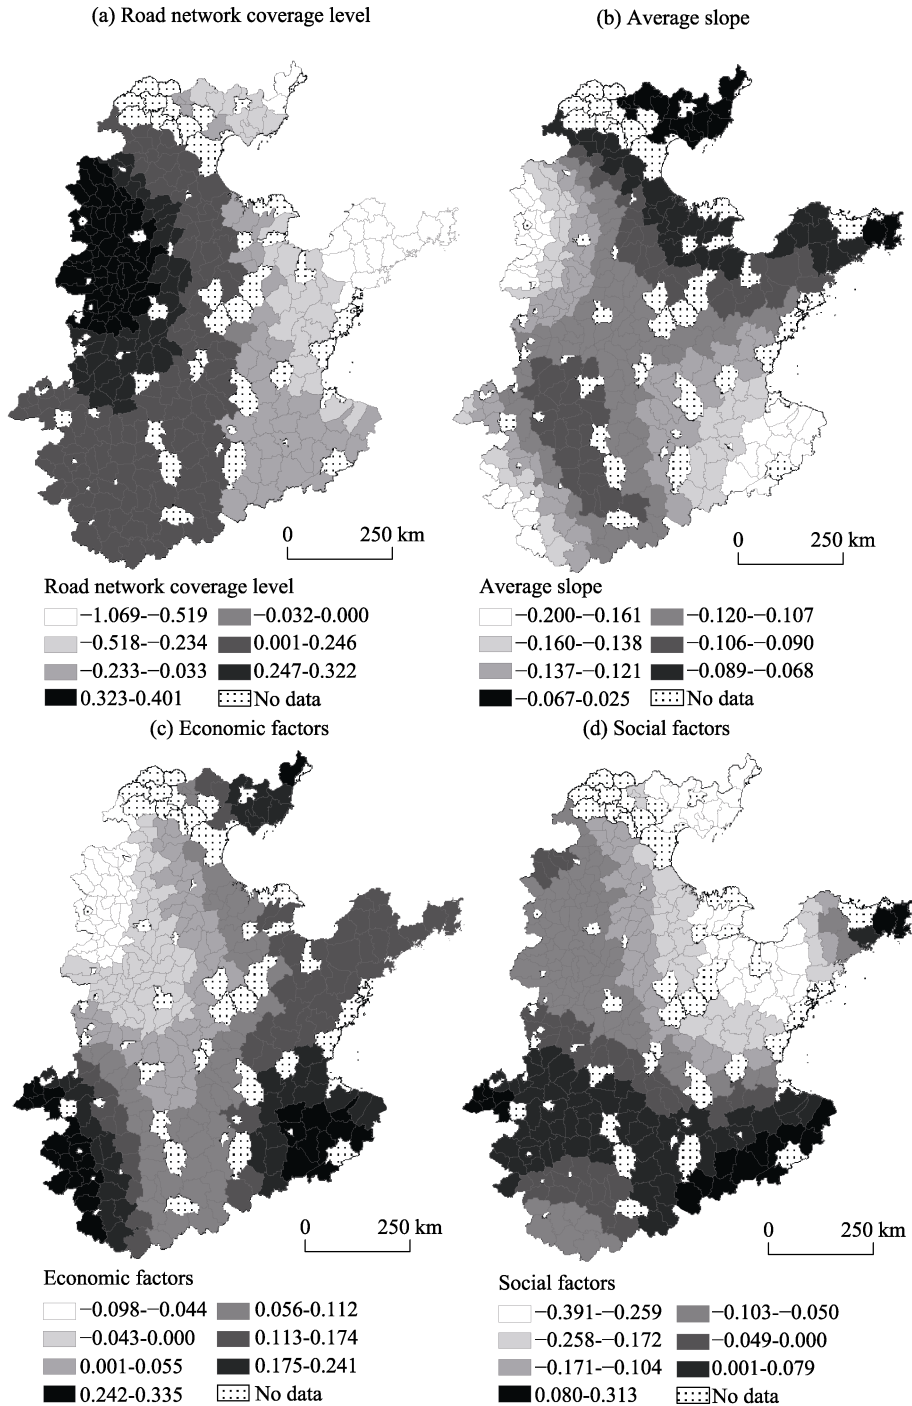 (a) Road network coverage level
(b) Average slope
0 250 km
0 250 km
Road network coverage level
−1.069-−0.519 −0.032-0.000
−0.518-−0.234 0.001-0.246
−0.233-−0.033 0.247-0.322
0.323-0.401 No data
Average slope
−0.200-−0.161 −0.120-−0.107
−0.160-−0.138 −0.106-−0.090
−0.137-−0.121 −0.089-−0.068
−0.067-0.025 No data
(c) Economic factors
(d) Social factors
0 250 km
0 250 km
Economic factors
−0.098-−0.044 0.056-0.112
−0.043-0.000 0.113-0.174
0.001-0.055 0.175-0.241
0.242-0.335 No data
Social factors
−0.391-−0.259 −0.103-−0.050
−0.258-−0.172 −0.049-0.000
−0.171-−0.104 0.001-0.079
0.080-0.313 No data